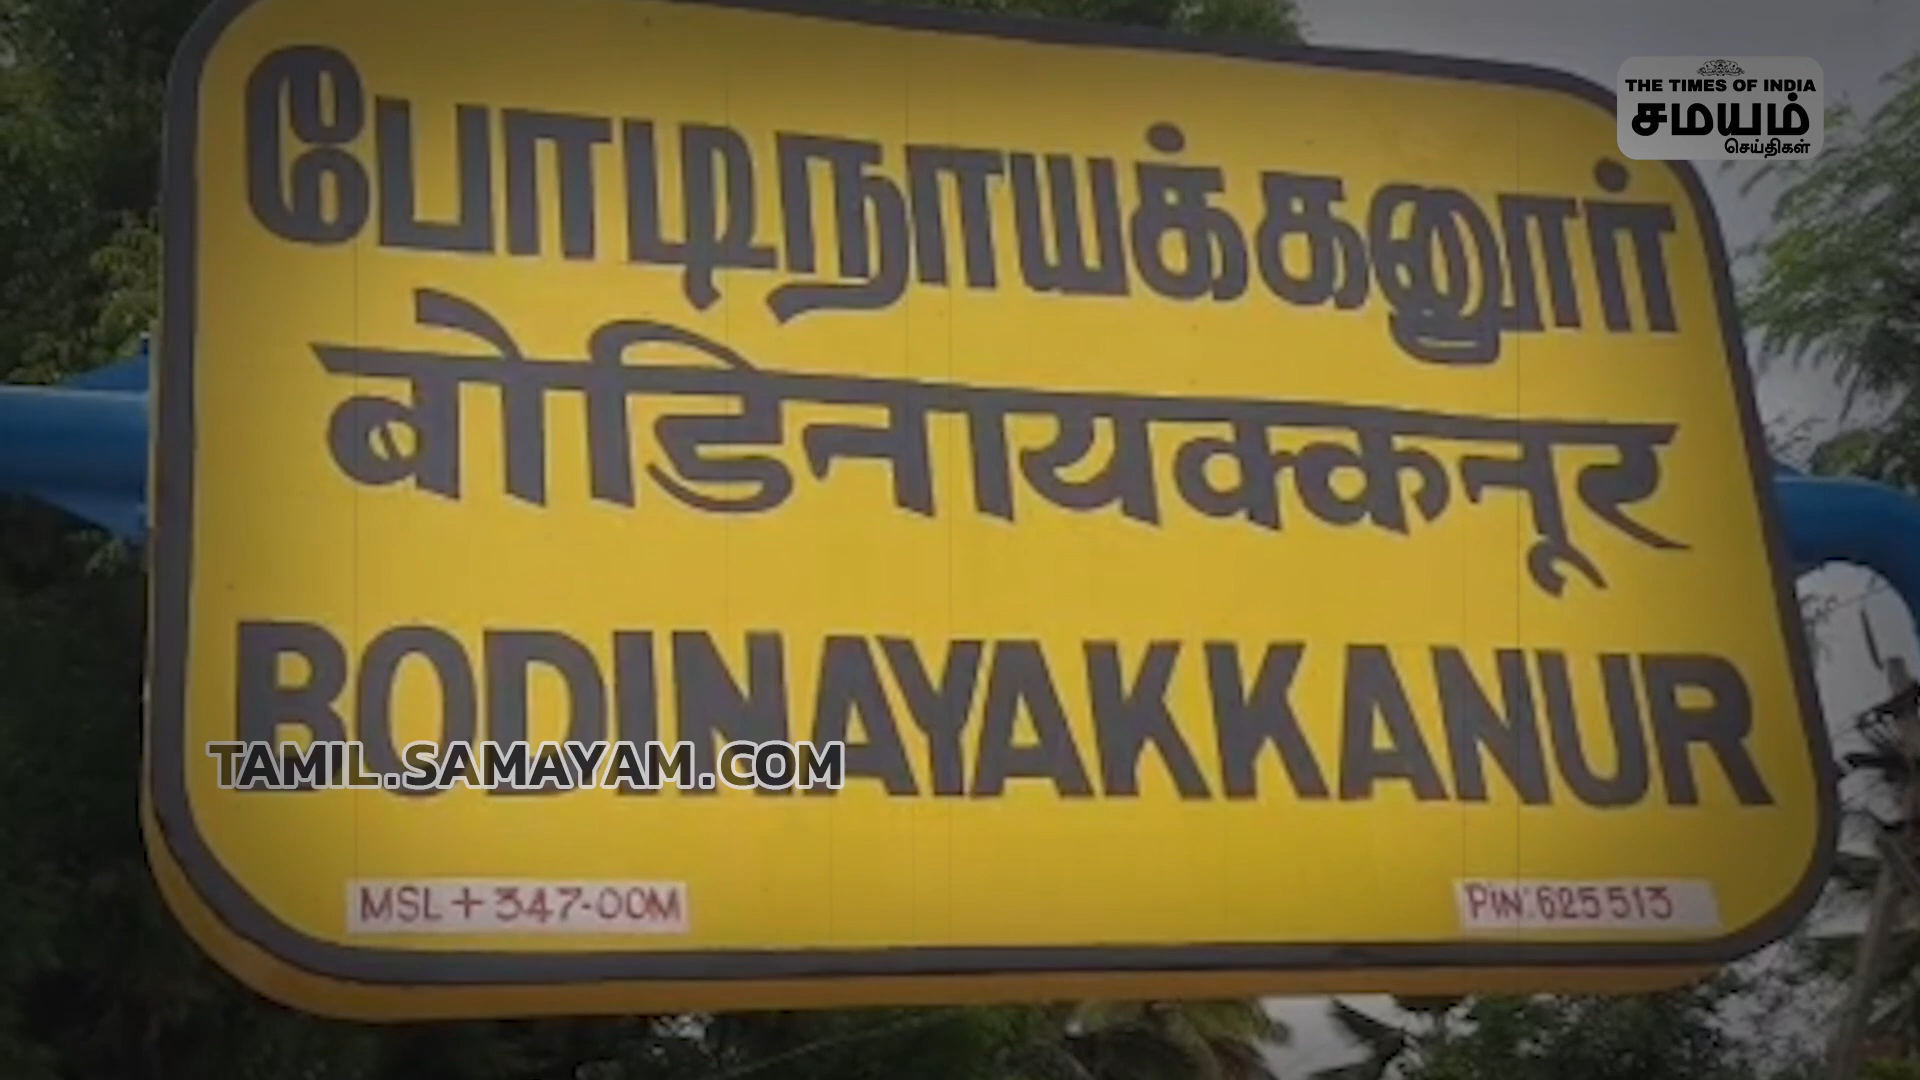 THE TIMES OF INDIA
சமயம்
செய்திகள்
போடிநாயக்கனூர்
बोडिनायक्कनूर
BODINAYAKKANUR
TAMIL.SAMAYAM.COM
MSL+347-00M
PIN:625513